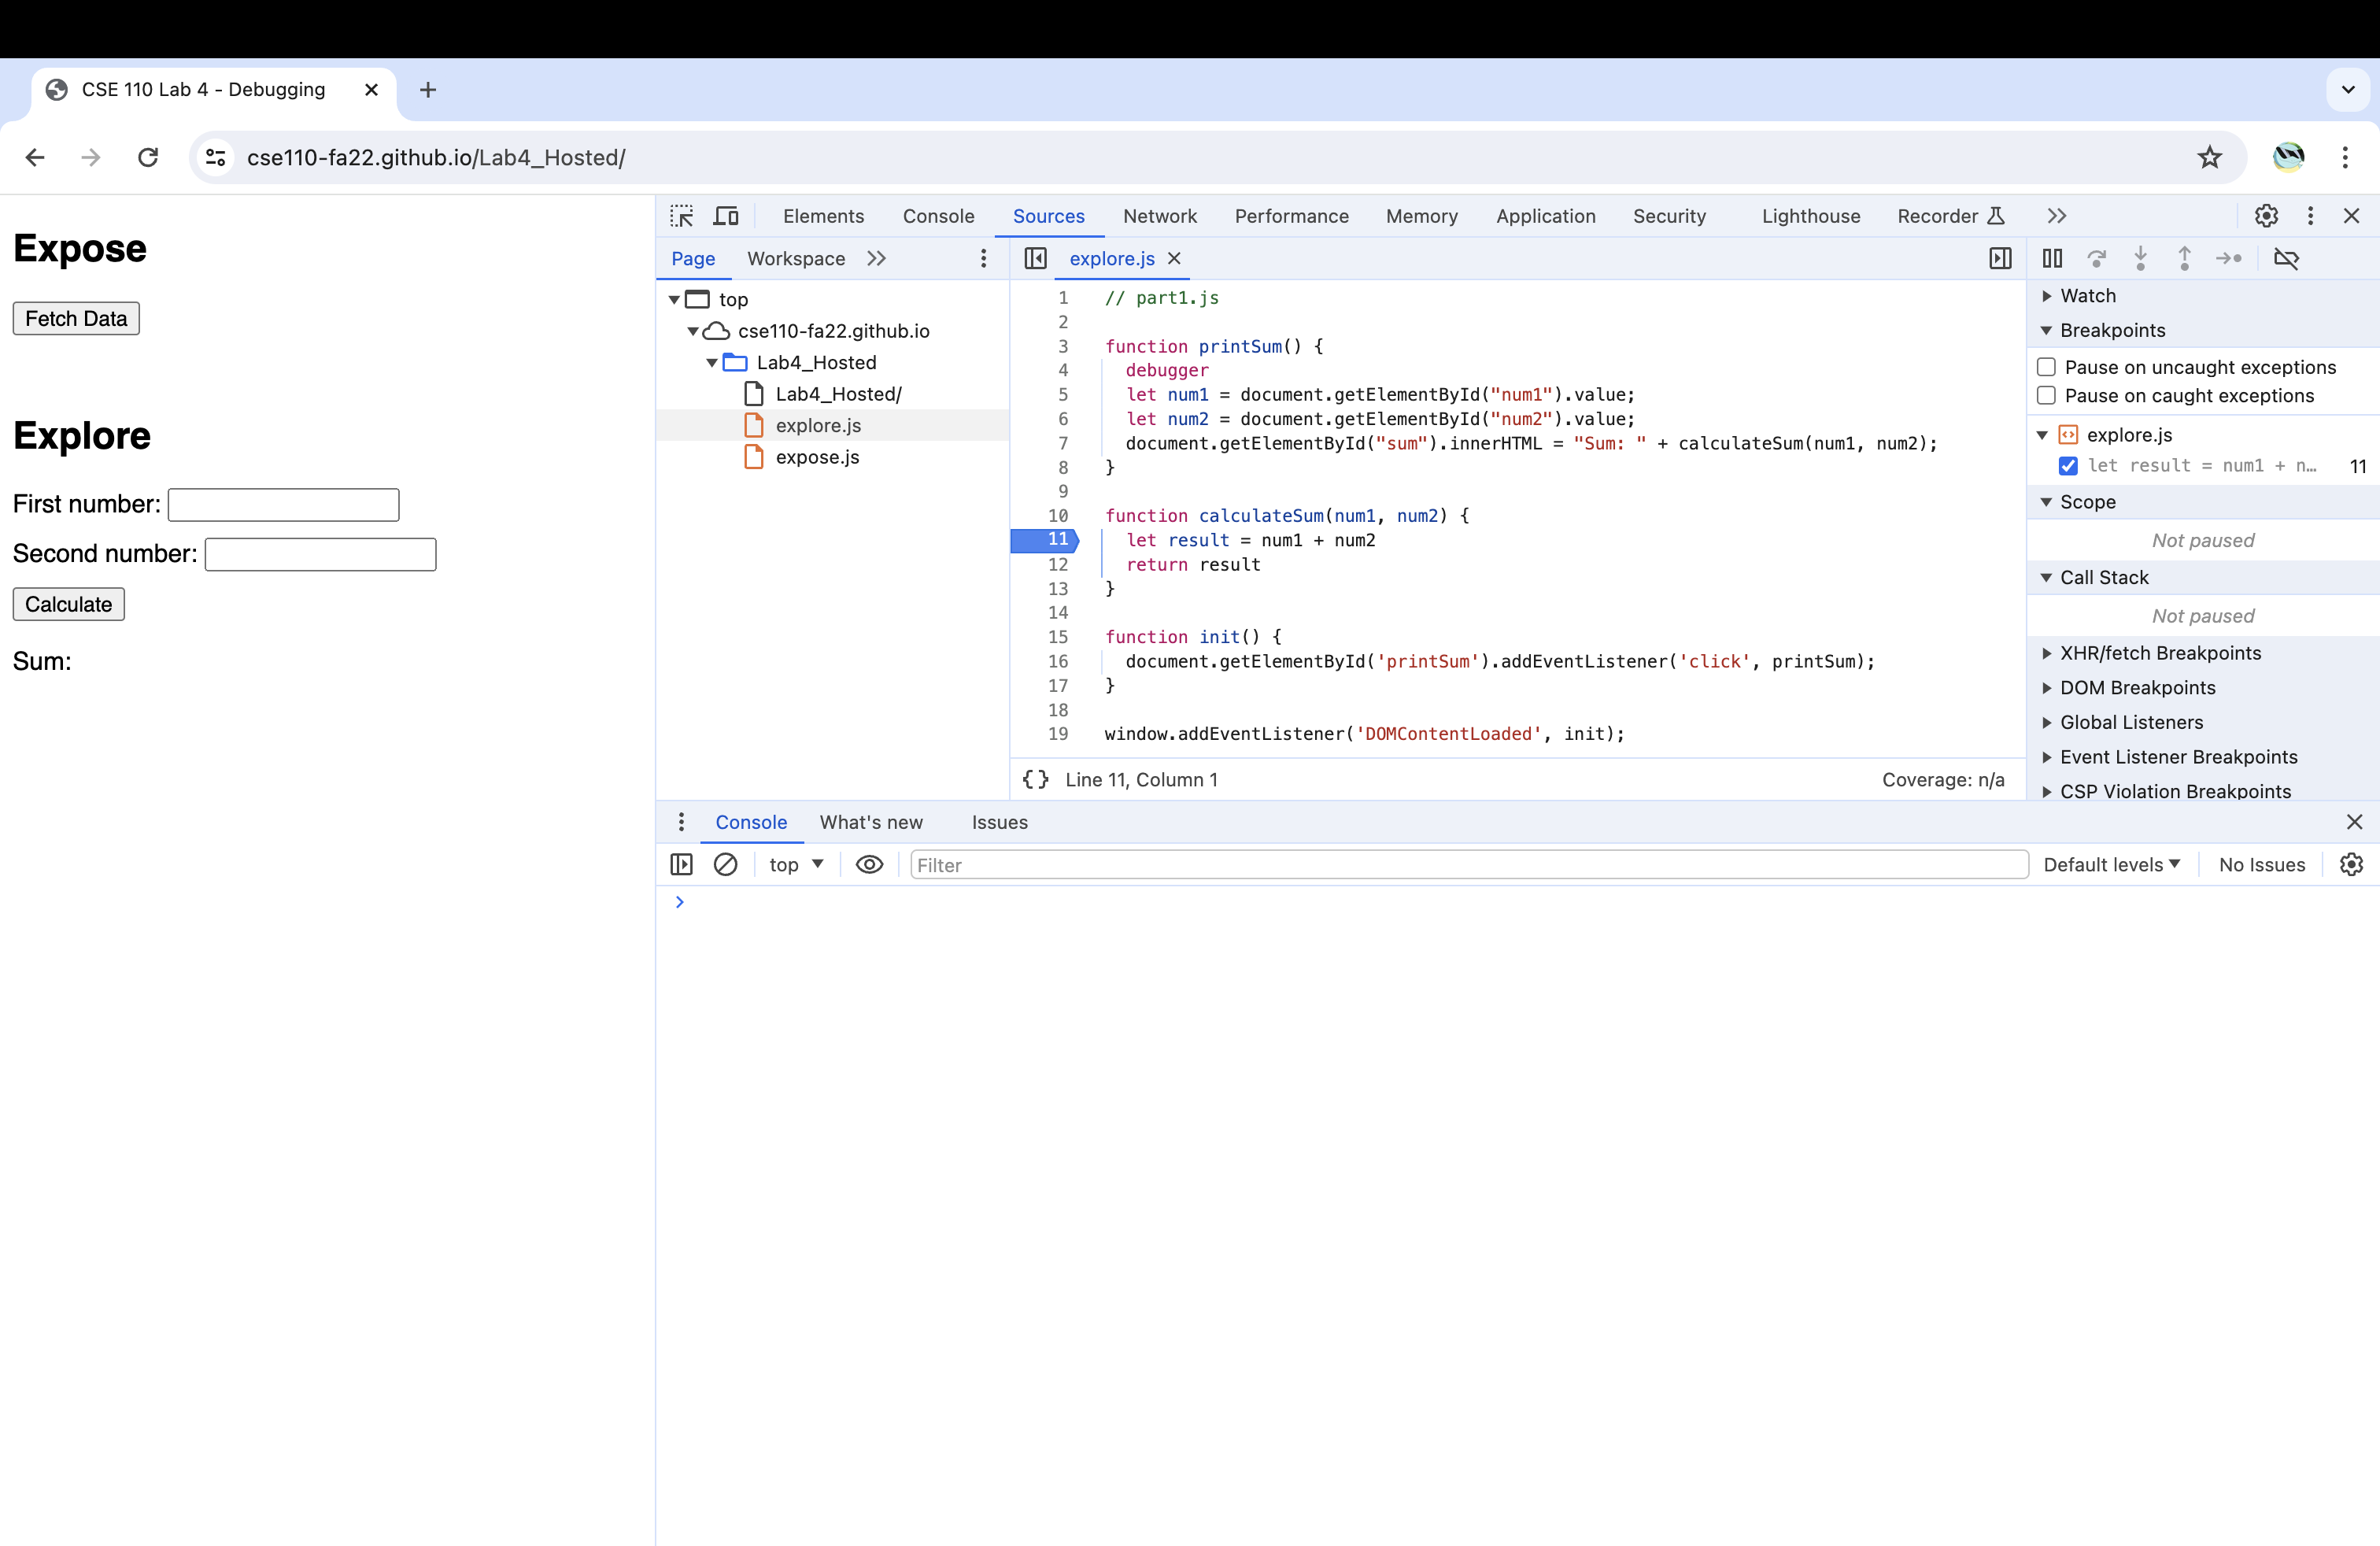 CSE 110 Lab 4 - Debugging
cse110-fa22.github.io/Lab4_Hosted/
Expose
Fetch Data
Explore
First number:
Second number:
Calculate
Sum:
Elements Console Sources Network Performance Memory Application Security Lighthouse Recorder
Page Workspace
top
cse110-fa22.github.io
Lab4_Hosted
Lab4_Hosted/
explore.js
expose.js
explore.js
1 // part1.js
2
3 function printSum() {
4 debugger
5 let num1 = document.getElementById("num1").value;
6 let num2 = document.getElementById("num2").value;
7 document.getElementById("sum").innerHTML = "Sum: " + calculateSum(num1, num2);
8 }
9
10 function calculateSum(num1, num2) {
11 let result = num1 + num2
12 return result
13 }
14
15 function init() {
16 document.getElementById('printSum').addEventListener('click', printSum);
17 }
18
19 window.addEventListener('DOMContentLoaded', init);
{} Line 11, Column 1 Coverage: n/a
Watch
Breakpoints
Pause on uncaught exceptions
Pause on caught exceptions
explore.js
let result = num1 + n… 11
Scope
Not paused
Call Stack
Not paused
XHR/fetch Breakpoints
DOM Breakpoints
Global Listeners
Event Listener Breakpoints
CSP Violation Breakpoints
Console What's new Issues
top Filter Default levels No Issues